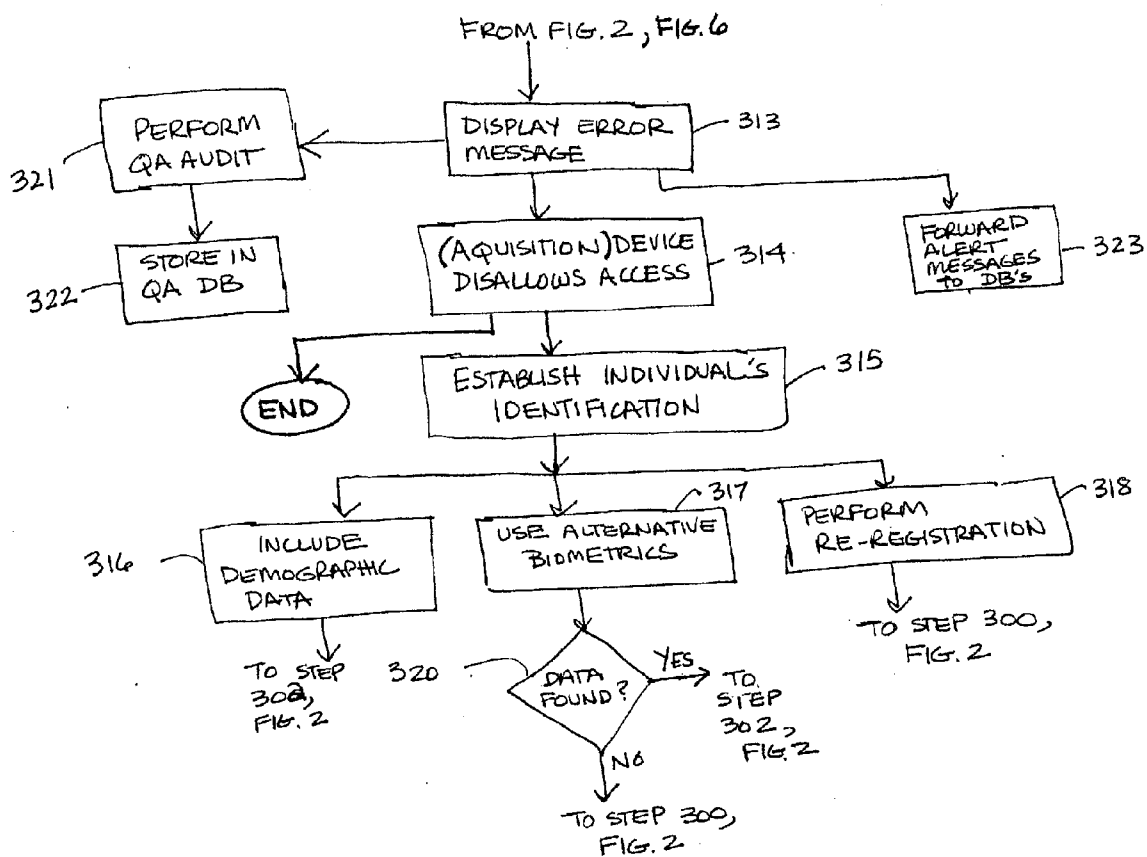 FROM FIG. 2, FIG. 6
321
PERFORM
QA AUDIT
DISPLAY ERROR
MESSAGE
313
322
STORE IN
QA DB
(AQUISITION) DEVICE
DISALLOWS ACCESS
314
FORWARD
ALERT
MESSAGES
TO DB's
323
END
ESTABLISH INDIVIDUAL'S
IDENTIFICATION
315
316
INCLUDE
DEMOGRAPHIC
DATA
317
USE ALTERNATIVE
BIOMETRICS
318
PERFORM
RE-REGISTRATION
TO STEP
302,
FIG. 2
320
DATA
FOUND?
YES
TO
STEP
302,
FIG. 2
NO
TO STEP 300,
FIG. 2
TO STEP 300,
FIG. 2